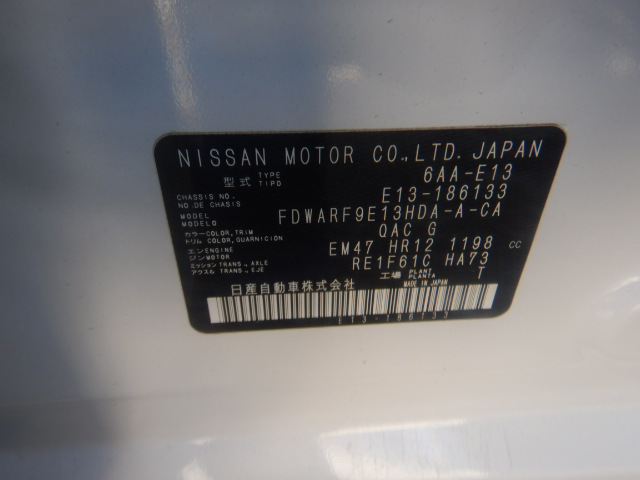 NISSAN MOTOR CO.,LTD. JAPAN
型式 TYPE TIPO 6AA-E13
CHASSIS NO. NO.DE CHASIS E13-186133
MODEL MODELO FDWARF9E13HDA-A-CA
カラー COLOR,TRIM トリム COLOR,GUARNICION QAC G
エンジン ENGINE MOTOR EM47 HR12 1198 cc
ミッション TRANS., AXLE アクスル TRANS., EJE RE1F61C HA73
工場 PLANT PLANTA T
日産自動車株式会社 MADE IN JAPAN
E13-186133